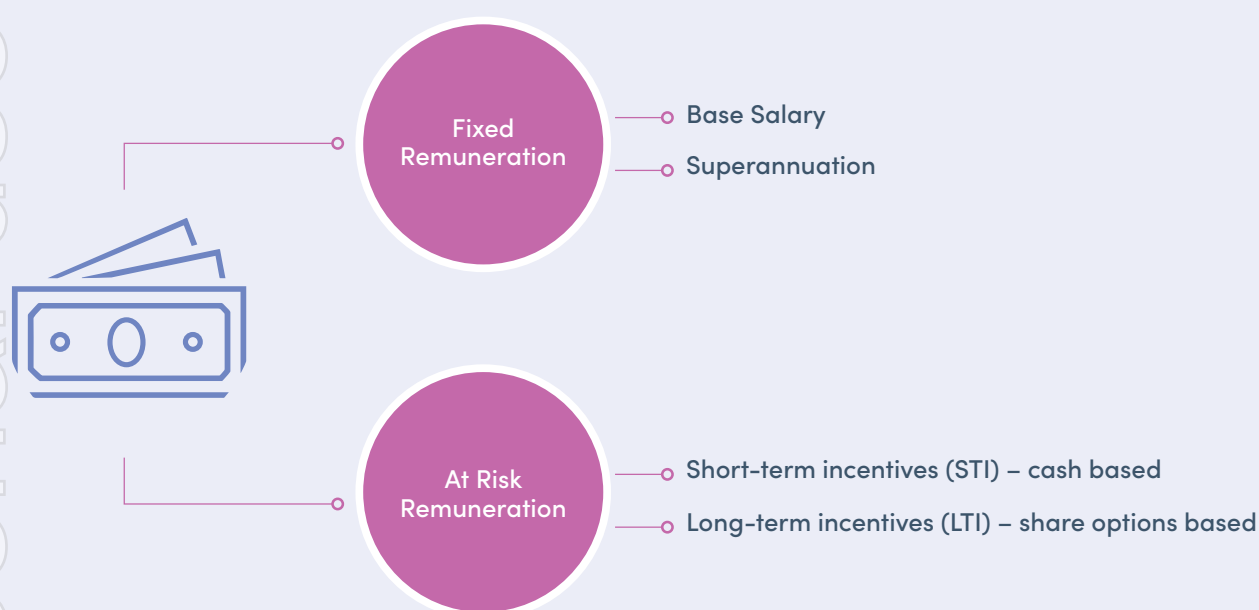 Fixed
Remuneration
Base Salary
Superannuation
At Risk
Remuneration
Short-term incentives (STI) – cash based
Long-term incentives (LTI) – share options based